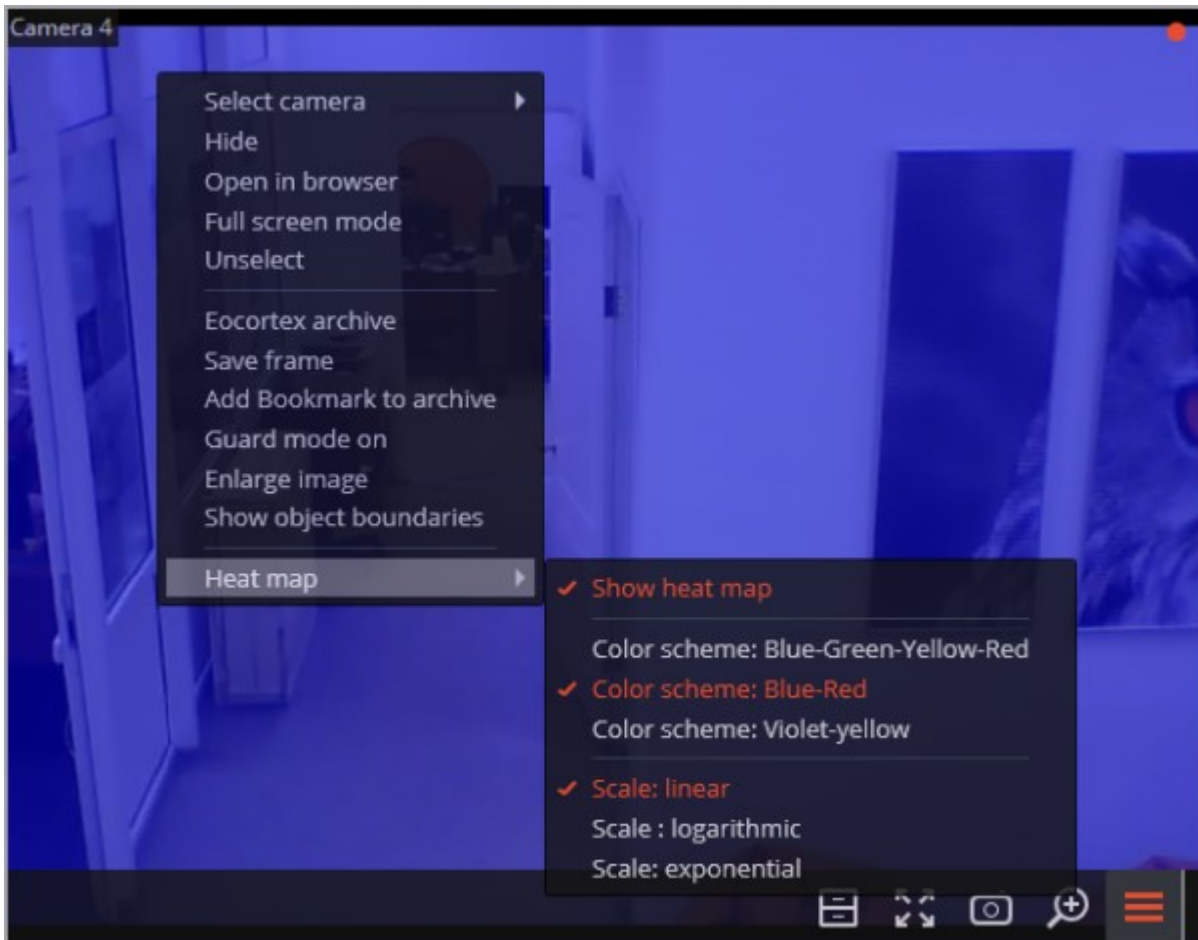 Camera 4
Select camera
Hide
Open in browser
Full screen mode
Unselect
Eocortex archive
Save frame
Add Bookmark to archive
Guard mode on
Enlarge image
Show object boundaries
Heat map
Show heat map
Color scheme: Blue-Green-Yellow-Red
Color scheme: Blue-Red
Color scheme: Violet-yellow
Scale: linear
Scale : logarithmic
Scale: exponential